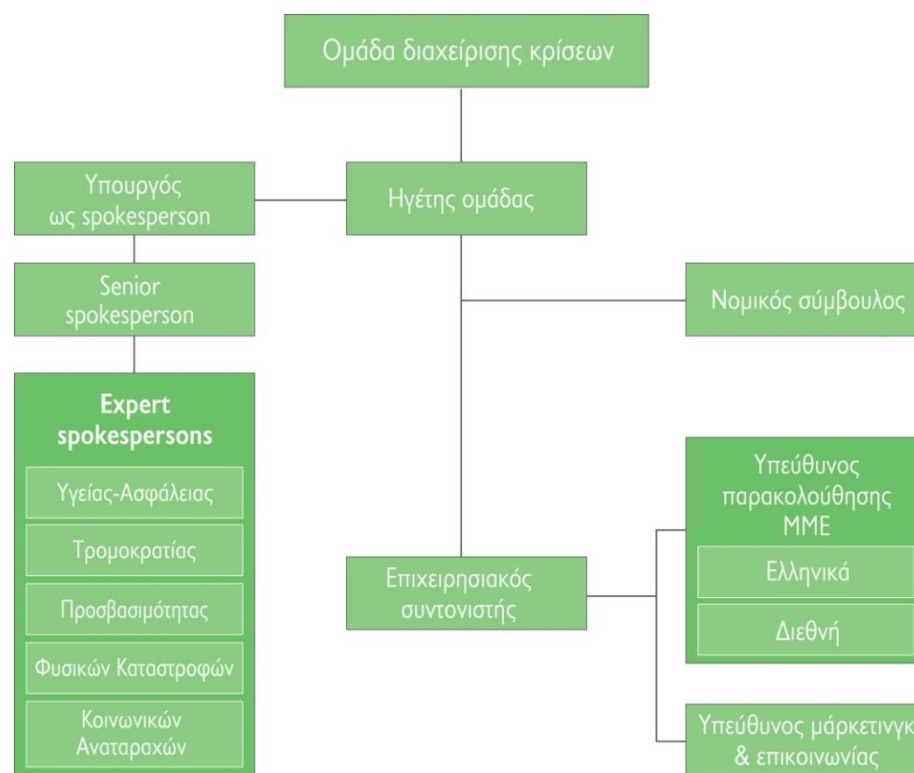 Ομάδα διαχείρισης κρίσεων
Υπουργός
ως spokesperson
Ηγέτης ομάδας
Senior
spokesperson
Νομικός σύμβουλος
Expert
spokespersons
Υγείας-Ασφάλειας
Τρομοκρατίας
Προσβασιμότητας
Φυσικών Καταστροφών
Κοινωνικών
Αναταραχών
Επιχειρησιακός
συντονιστής
Υπεύθυνος
παρακολούθησης
ΜΜΕ
Ελληνικά
Διεθνή
Υπεύθυνος μάρκετινγκ
& επικοινωνίας